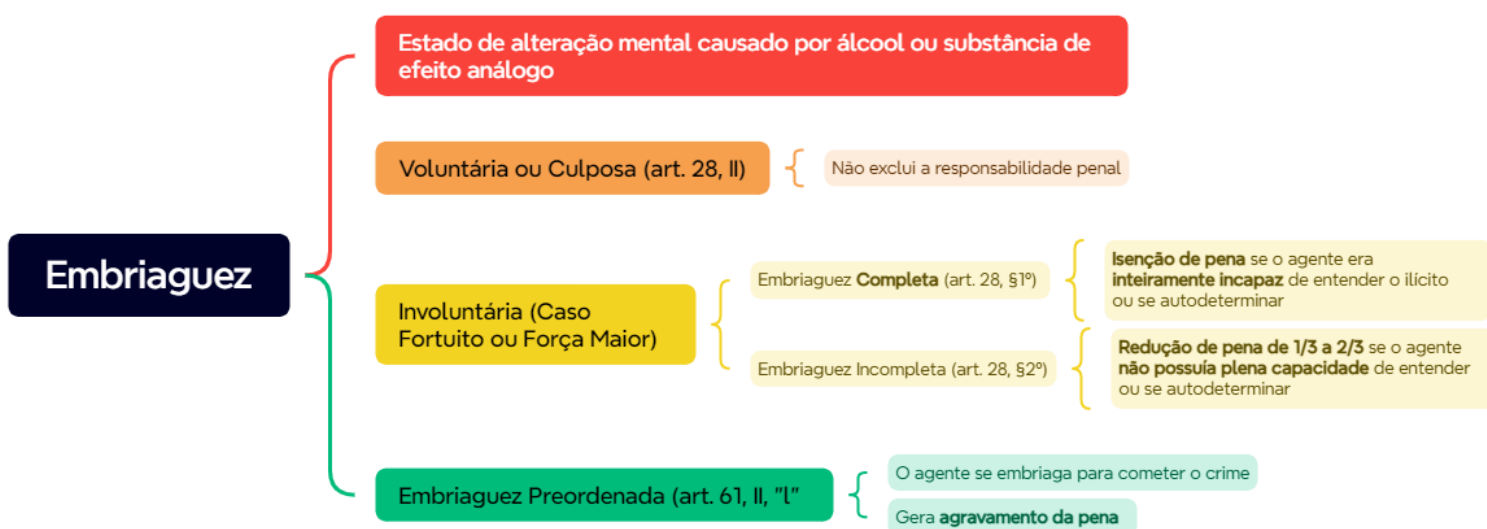 Estado de alteração mental causado por álcool ou substância de
efeito análogo
Voluntária ou Culposa (art. 28, II)
Não exclui a responsabilidade penal
Embriaguez
Involuntária (Caso
Fortuito ou Força Maior)
Embriaguez Completa (art. 28, §1º)
Isenção de pena se o agente era
inteiramente incapaz de entender o ilícito
ou se autodeterminar
Embriaguez Incompleta (art. 28, §2º)
Redução de pena de 1/3 a 2/3 se o agente
não possuía plena capacidade de entender
ou se autodeterminar
Embriaguez Preordenada (art. 61, II, "l"
O agente se embriaga para cometer o crime
Gera agravamento da pena